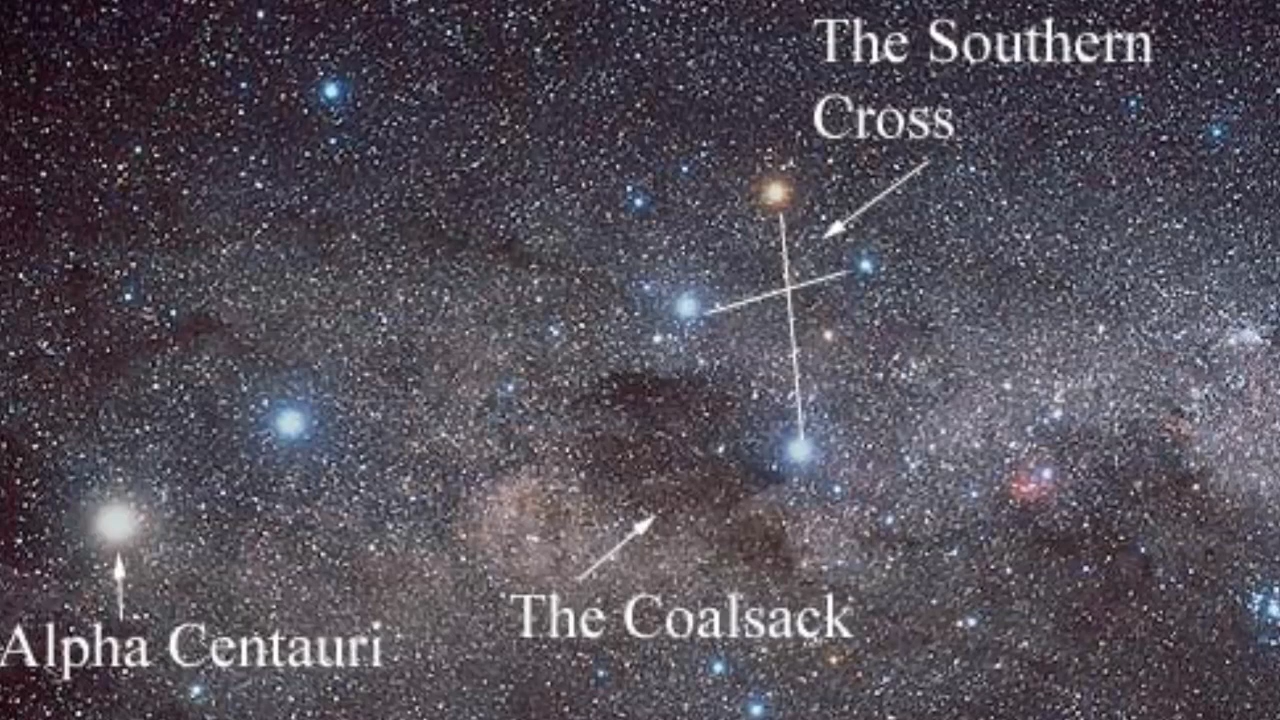 The Southern
Cross
The Coalsack
Alpha Centauri